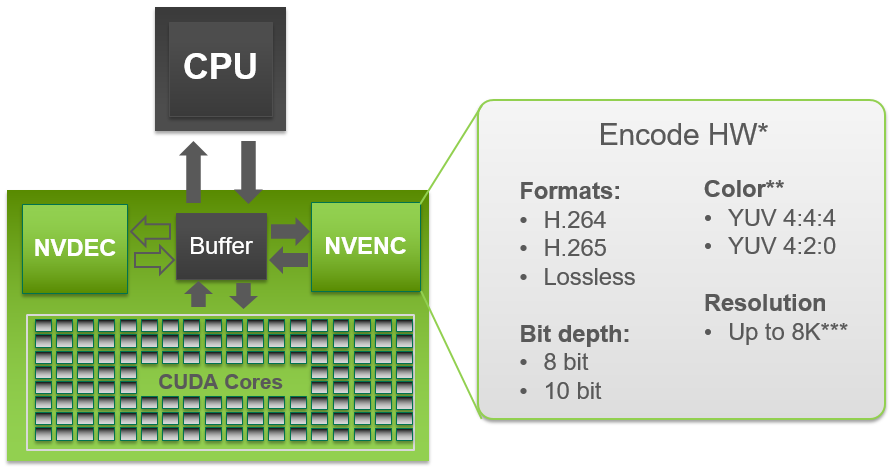 CPU
NVDEC
Buffer
NVENC
CUDA Cores
Encode HW*
Formats:
• H.264
• H.265
• Lossless
Bit depth:
• 8 bit
• 10 bit
Color**
• YUV 4:4:4
• YUV 4:2:0
Resolution
• Up to 8K***